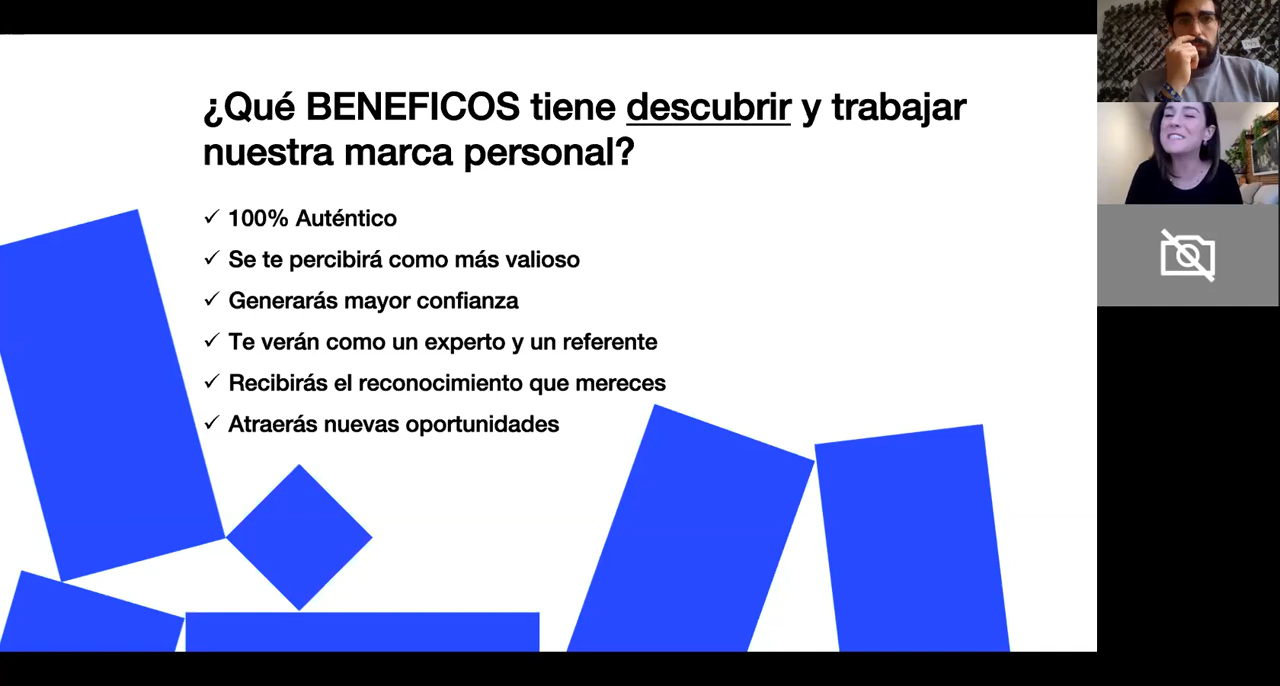 ¿Qué BENEFICOS tiene descubrir y trabajar
nuestra marca personal?
✓ 100% Auténtico
✓ Se te percibirá como más valioso
✓ Generarás mayor confianza
✓ Te verán como un experto y un referente
✓ Recibirás el reconocimiento que mereces
✓ Atraerás nuevas oportunidades